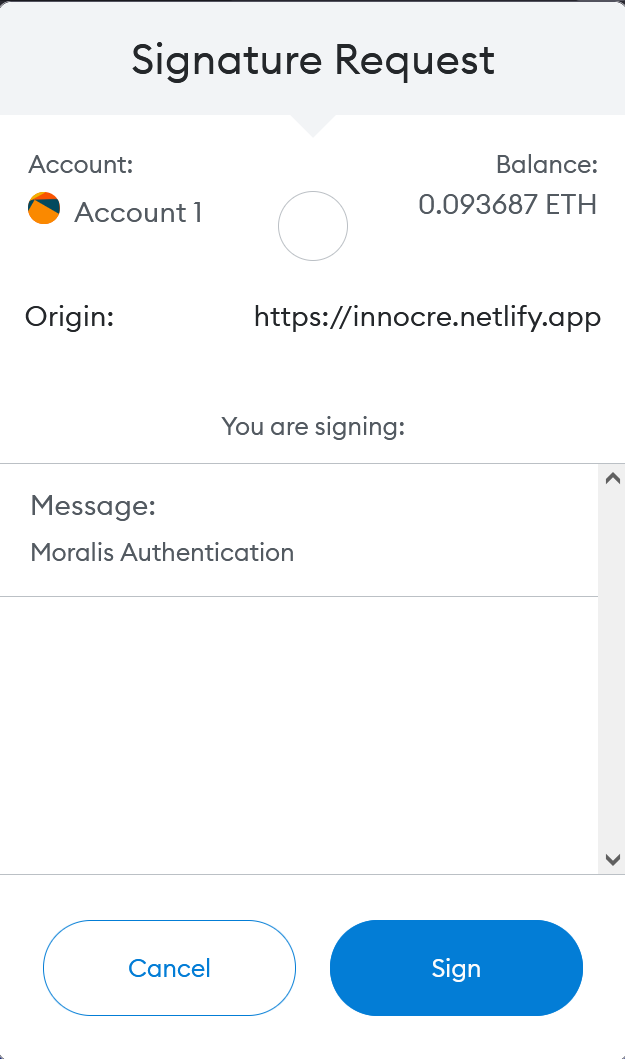 Signature Request
Account:
Balance:
Account 1
0.093687 ETH
Origin:
https://innocre.netlify.app
You are signing:
Message:
Moralis Authentication
Cancel
Sign